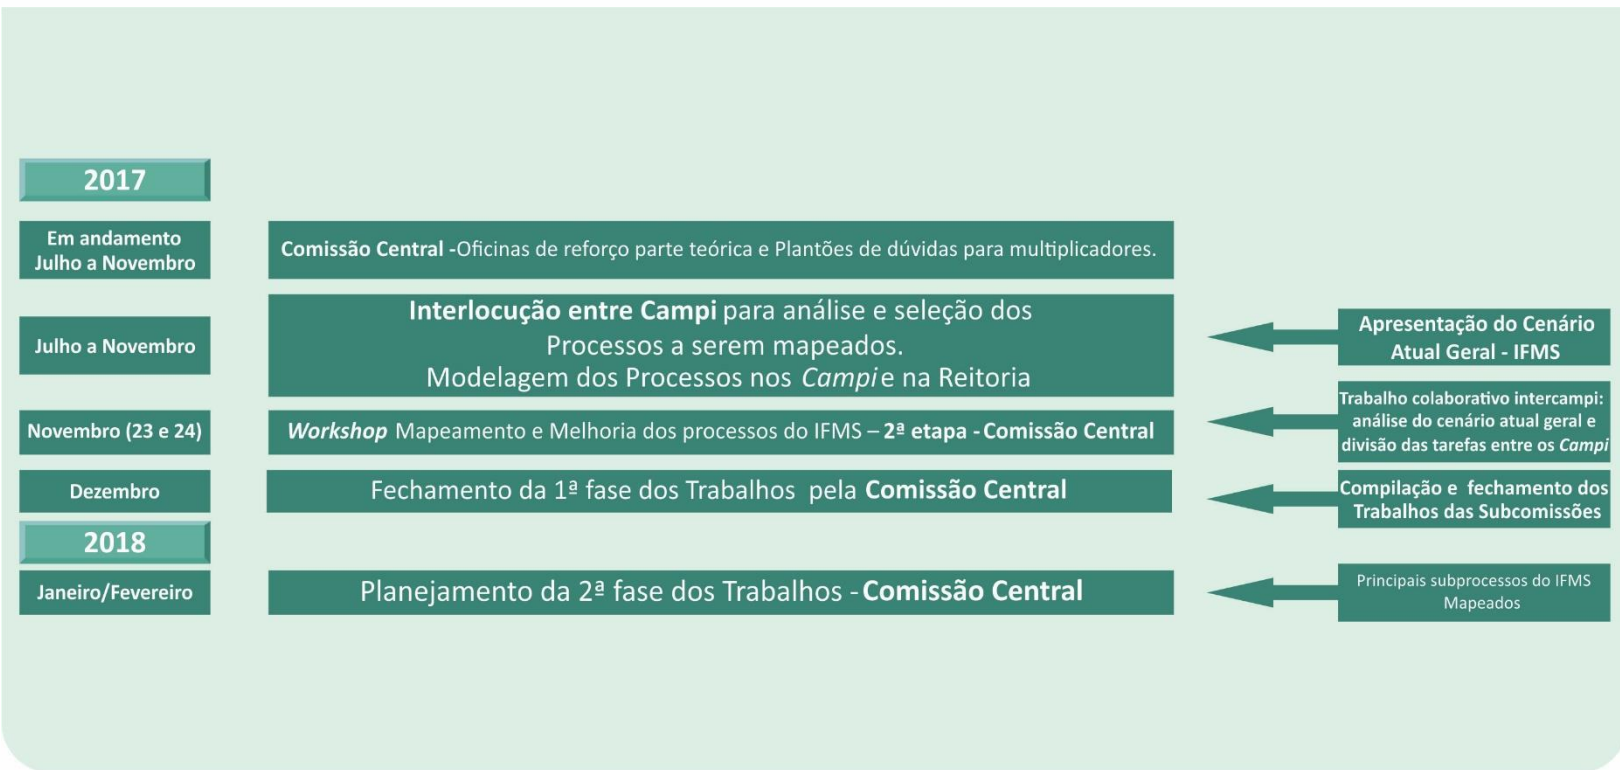 2017
Em andamento
Julho a Novembro
Comissão Central -Oficinas de reforço parte teórica e Plantões de dúvidas para multiplicadores.
Julho a Novembro
Interlocução entre Campi para análise e seleção dos
Processos a serem mapeados.
Modelagem dos Processos nos Campi e na Reitoria
Apresentação do Cenário
Atual Geral - IFMS
Novembro (23 e 24)
Workshop Mapeamento e Melhoria dos processos do IFMS – 2ª etapa - Comissão Central
Trabalho colaborativo intercampi:
análise do cenário atual geral e
divisão das tarefas entre os Campi
Dezembro
Fechamento da 1ª fase dos Trabalhos pela Comissão Central
Compilação e fechamento dos
Trabalhos das Subcomissões
2018
Janeiro/Fevereiro
Planejamento da 2ª fase dos Trabalhos - Comissão Central
Principais subprocessos do IFMS
Mapeados